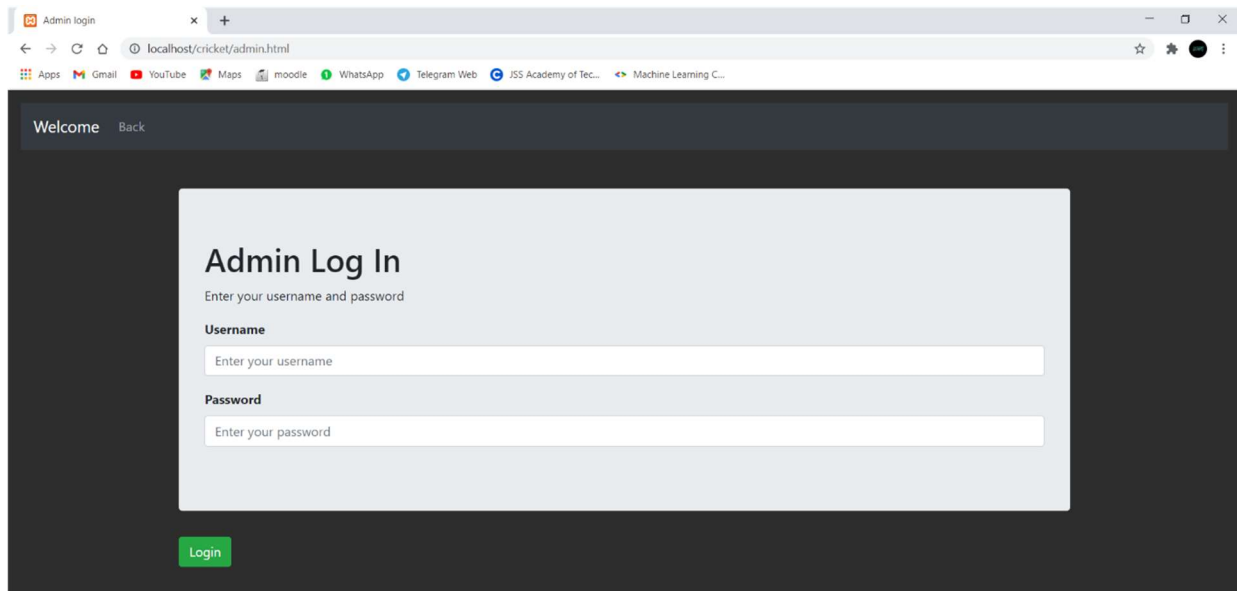 Admin login
localhost/cricket/admin.html
Apps Gmail YouTube Maps moodle WhatsApp Telegram Web JSS Academy of Tec... Machine Learning C...
Welcome Back
Admin Log In
Enter your username and password
Username
Enter your username
Password
Enter your password
Login